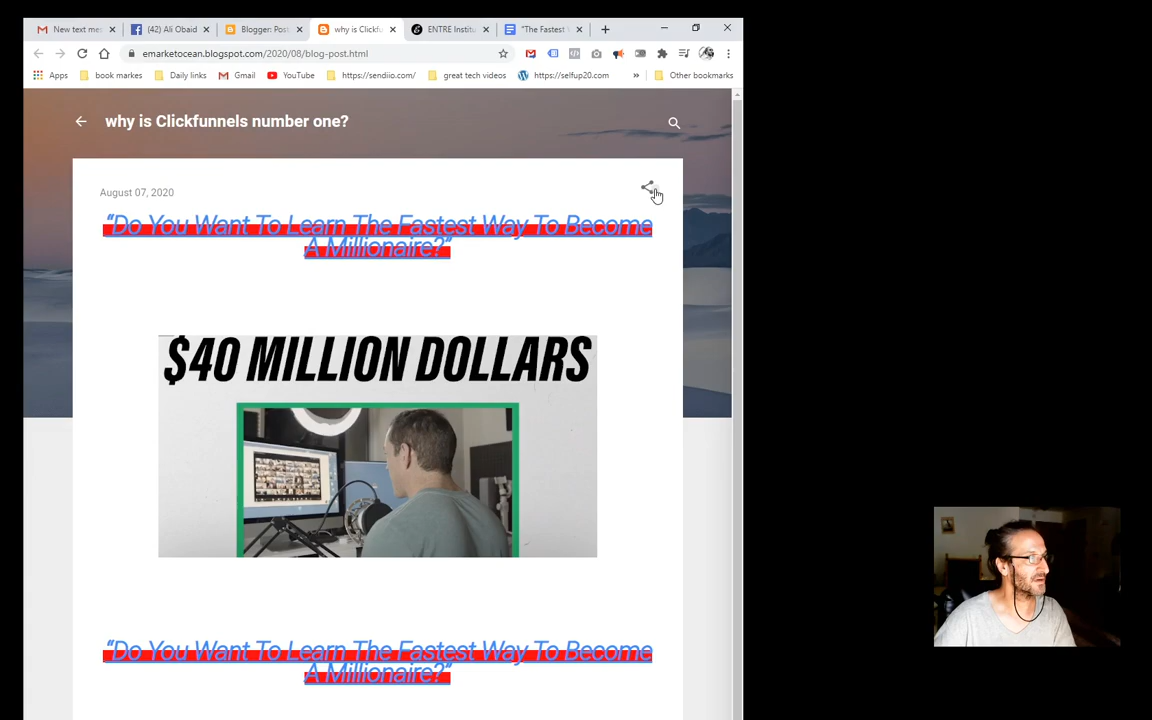 New text mes
(42) Ali Obaid
Blogger: Post
why is Clickfu
ENTRE Instit
"The Fastest
emarketocean.blogspot.com/2020/08/blog-post.html
Apps
book markes
Daily links
Gmail
YouTube
https://sendiio.com/
great tech videos
https://selfup20.com
»
Other bookmarks
why is Clickfunnels number one?
August 07, 2020
“Do You Want To Learn The Fastest Way To Become
A Millionaire?“
$40 MILLION DOLLARS
“Do You Want To Learn The Fastest Way To Become
A Millionaire?“